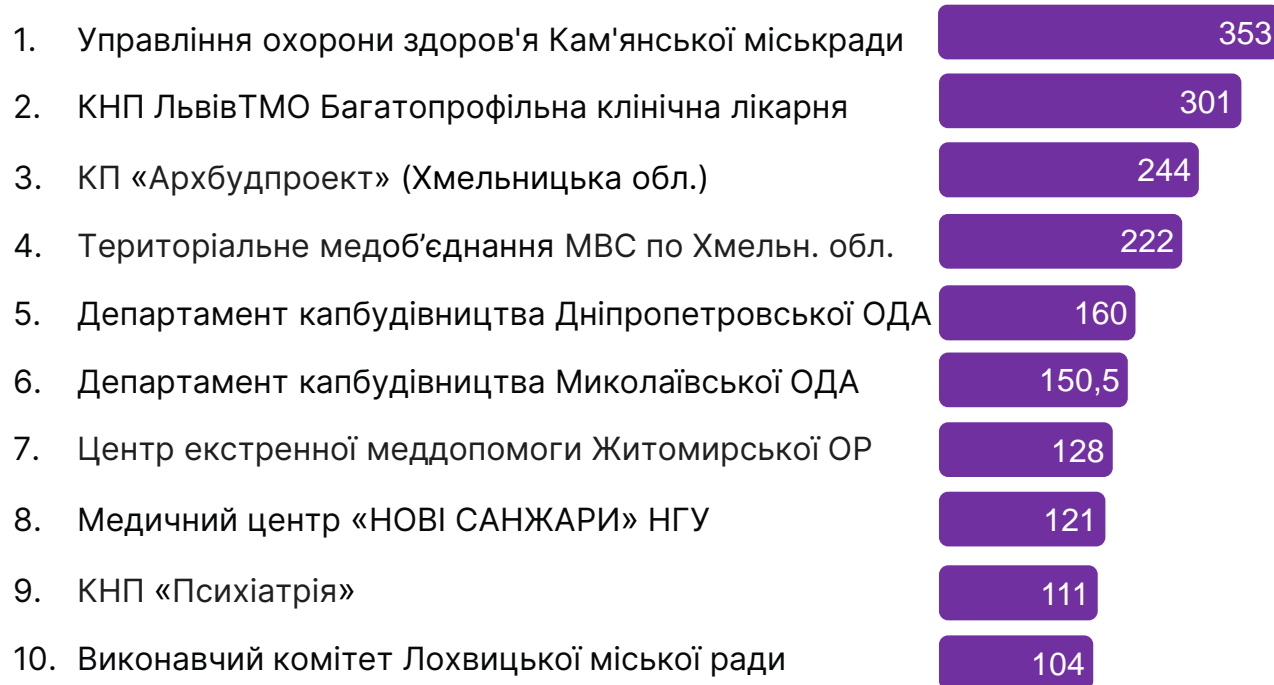 1. Управління охорони здоров'я Кам'янської міськради 353
2. КНП ЛьвівТМО Багатопрофільна клінічна лікарня 301
3. КП «Архбудпроект» (Хмельницька обл.) 244
4. Територіальне медоб’єднання МВС по Хмельн. обл. 222
5. Департамент капбудівництва Дніпропетровської ОДА 160
6. Департамент капбудівництва Миколаївської ОДА 150,5
7. Центр екстренної меддопомоги Житомирської ОР 128
8. Медичний центр «НОВІ САНЖАРИ» НГУ 121
9. КНП «Психіатрія» 111
10. Виконавчий комітет Лохвицької міської ради 104